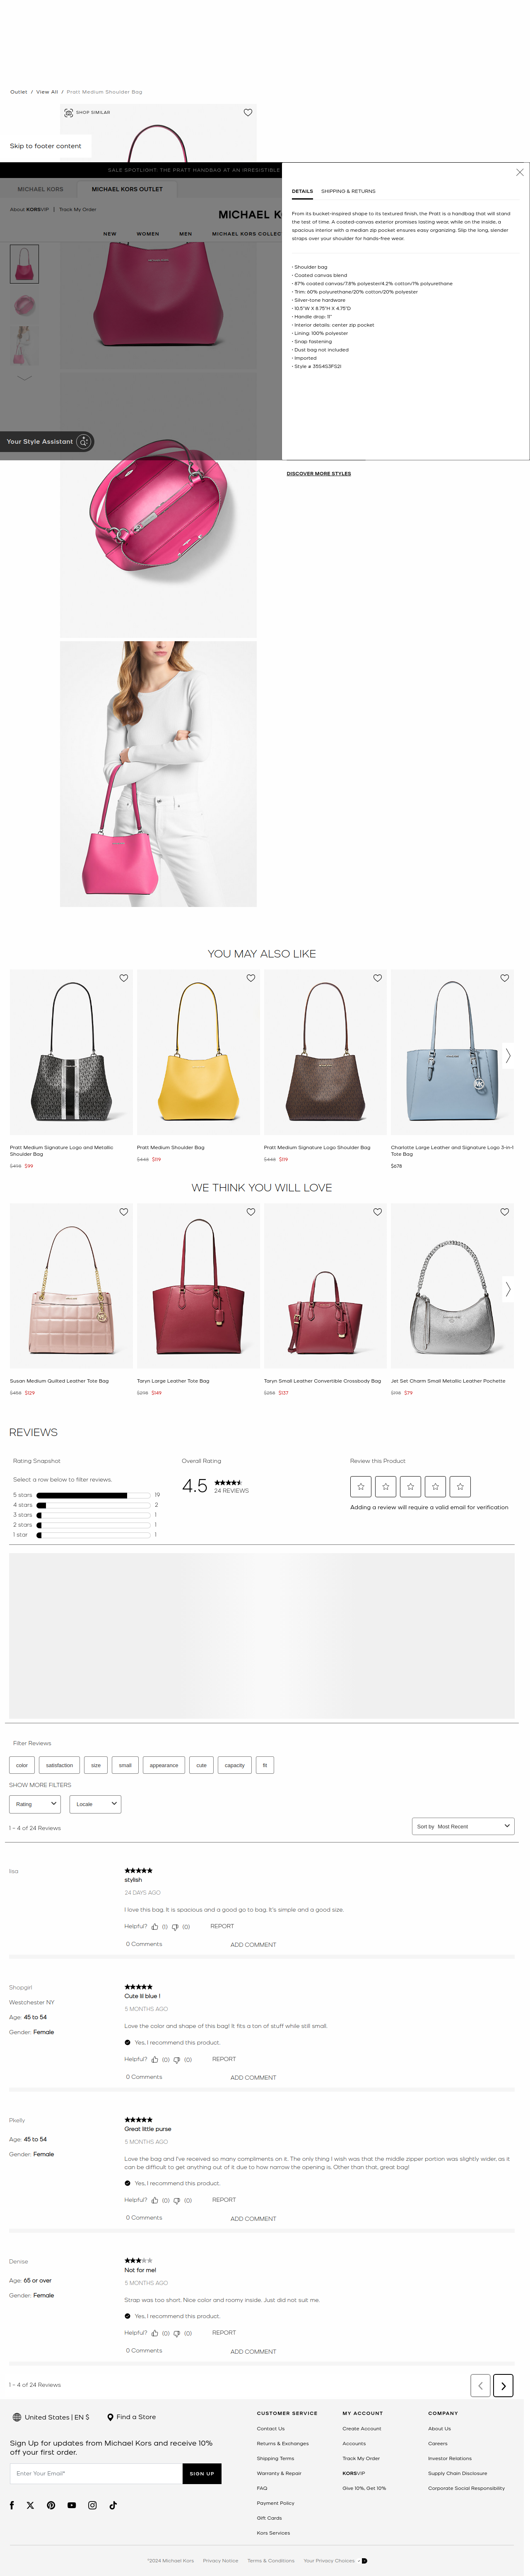 Outlet / View All / Pratt Medium Shoulder Bag
SHOP SIMILAR
Skip to footer content
SALE SPOTLIGHT: THE PRATT HANDBAG AT AN IRRESISTIBLE
MICHAEL KORS
MICHAEL KORS OUTLET
About KORSVIP | Track My Order
MICHAEL K
NEW WOMEN MEN MICHAEL KORS COLLEC
DETAILS
SHIPPING & RETURNS
From its bucket-inspired shape to its textured finish, the Pratt is a handbag that will stand
the test of time. A coated-canvas exterior promises lasting wear, while on the inside, a
spacious interior with a median zip pocket ensures easy organizing. Slip the long, slender
straps over your shoulder for hands-free wear.
• Shoulder bag
• Coated canvas blend
• 87% coated canvas/7.8% polyester/4.2% cotton/1% polyurethane
• Trim: 60% polyurethane/20% cotton/20% polyester
• Silver-tone hardware
• 10.5"W X 8.75"H X 4.75"D
• Handle drop: 11"
• Interior details: center zip pocket
• Lining: 100% polyester
• Snap fastening
• Dust bag not included
• Imported
• Style # 35S4S3FS2I
Your Style Assistant
DISCOVER MORE STYLES
YOU MAY ALSO LIKE
Pratt Medium Signature Logo and Metallic
Shoulder Bag
$498 $99
Pratt Medium Shoulder Bag
$448 $119
Pratt Medium Signature Logo Shoulder Bag
$448 $119
Charlotte Large Leather and Signature Logo 3-in-1
Tote Bag
$678
WE THINK YOU WILL LOVE
Susan Medium Quilted Leather Tote Bag
$458 $129
Taryn Large Leather Tote Bag
$298 $149
Taryn Small Leather Convertible Crossbody Bag
$258 $137
Jet Set Charm Small Metallic Leather Pochette
$198 $79
REVIEWS
Rating Snapshot
Select a row below to filter reviews.
5 stars 19
4 stars 2
3 stars 1
2 stars 1
1 star 1
Overall Rating
4.5
24 REVIEWS
Review this Product
Adding a review will require a valid email for verification
Filter Reviews
color satisfaction size small appearance cute capacity fit
SHOW MORE FILTERS
Rating
Locale
1 – 4 of 24 Reviews
Sort by Most Recent
lisa
stylish
24 DAYS AGO
I love this bag, It is spacious and a good go to bag. It's simple and a good size.
Helpful? (1) (0) REPORT
0 Comments ADD COMMENT
Shopgirl
Westchester NY
Age: 45 to 54
Gender: Female
Cute lil blue !
5 MONTHS AGO
Love the color and shape of this bag! It fits a ton of stuff while still small.
Yes, I recommend this product.
Helpful? (0) (0) REPORT
0 Comments ADD COMMENT
Pkelly
Age: 45 to 54
Gender: Female
Great little purse
5 MONTHS AGO
Love the bag and I've received so many compliments on it. The only thing I wish was that the middle zipper portion was slightly wider, as it
can be difficult to get anything out of it due to how narrow the opening is. Other than that, great bag!
Yes, I recommend this product.
Helpful? (0) (0) REPORT
0 Comments ADD COMMENT
Denise
Age: 65 or over
Gender: Female
Not for me!
5 MONTHS AGO
Strap was too short. Nice color and roomy inside. Just did not suit me.
Yes, I recommend this product.
Helpful? (0) (0) REPORT
0 Comments ADD COMMENT
1 – 4 of 24 Reviews
United States | EN $
Find a Store
Sign Up for updates from Michael Kors and receive 10%
off your first order.
Enter Your Email*
SIGN UP
CUSTOMER SERVICE
Contact Us
Returns & Exchanges
Shipping Terms
Warranty & Repair
FAQ
Payment Policy
Gift Cards
Kors Services
MY ACCOUNT
Create Account
Accounts
Track My Order
KORSVIP
Give 10%, Get 10%
COMPANY
About Us
Careers
Investor Relations
Supply Chain Disclosure
Corporate Social Responsibility
©2024 Michael Kors Privacy Notice Terms & Conditions Your Privacy Choices